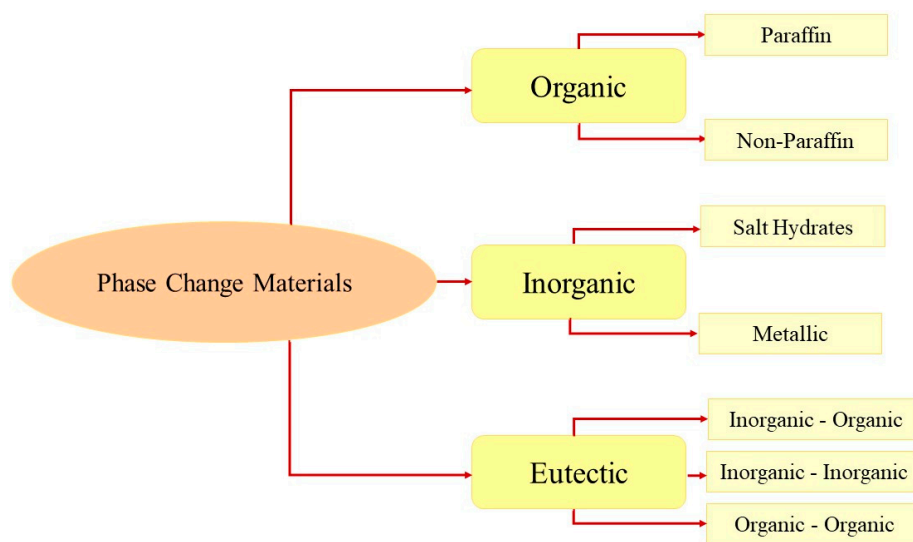 Phase Change Materials
Organic
Paraffin
Non-Paraffin
Inorganic
Salt Hydrates
Metallic
Eutectic
Inorganic - Organic
Inorganic - Inorganic
Organic - Organic